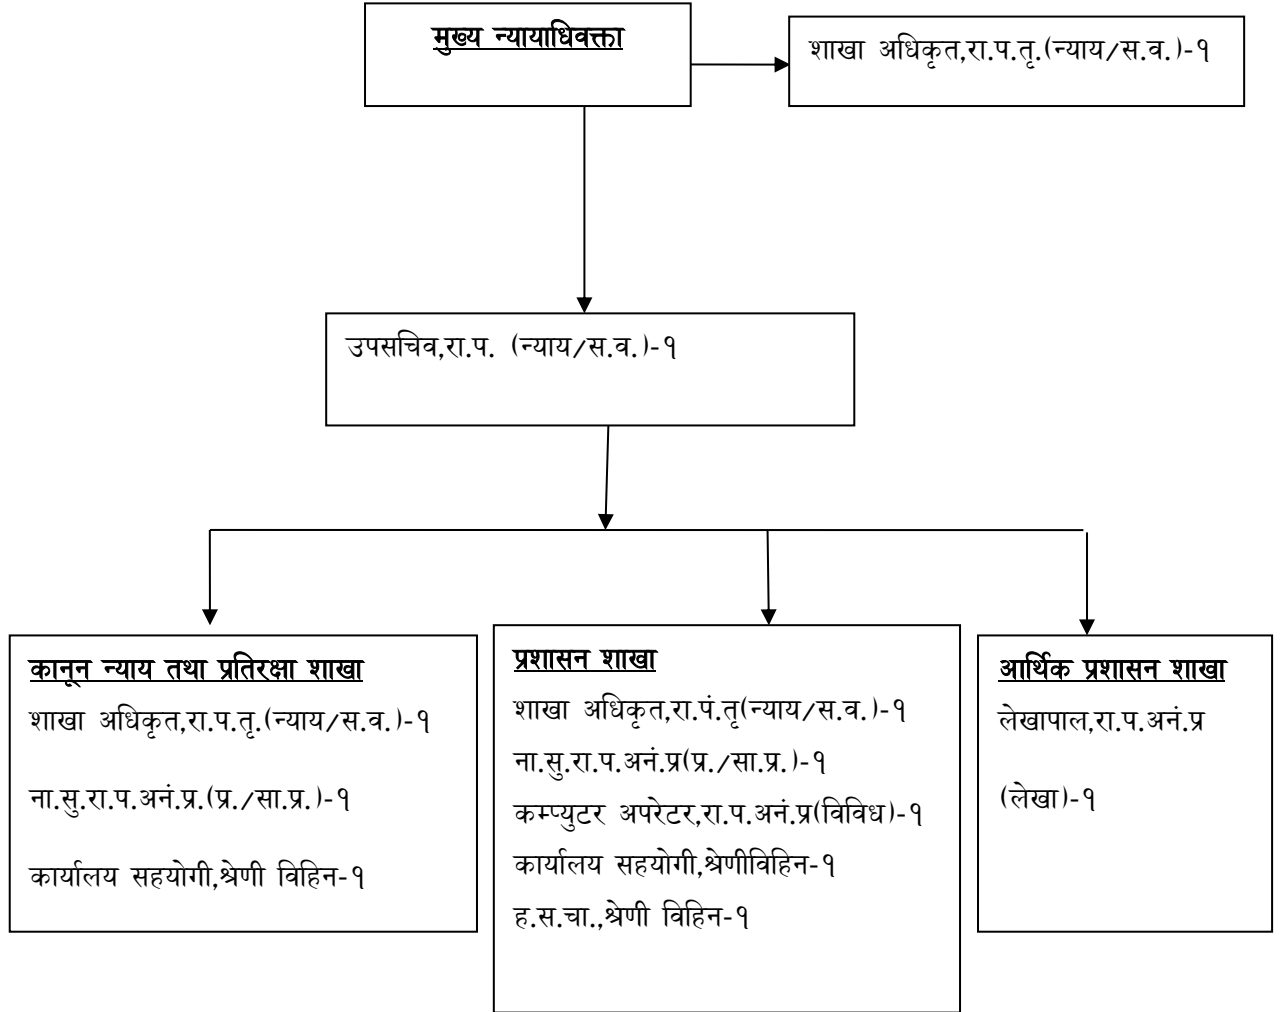 मुख्य न्यायाधिवक्ता
शाखा अधिकृत,रा.प.तृ.(न्याय/स.व.)-१
उपसचिव,रा.प. (न्याय/स.व.)-१
कानून न्याय तथा प्रतिरक्षा शाखा
शाखा अधिकृत,रा.प.तृ.(न्याय/स.व.)-१
ना.सु.रा.प.अनं.प्र.(प्र./सा.प्र.)-१
कार्यालय सहयोगी,श्रेणी विहिन-१
प्रशासन शाखा
शाखा अधिकृत,रा.पं.तृ(न्याय/स.व.)-१
ना.सु.रा.प.अनं.प्र(प्र./सा.प्र.)-१
कम्प्युटर अपरेटर,रा.प.अनं.प्र(विविध)-१
कार्यालय सहयोगी,श्रेणीविहिन-१
ह.स.चा.,श्रेणी विहिन-१
आर्थिक प्रशासन शाखा
लेखापाल,रा.प.अनं.प्र
(लेखा)-१